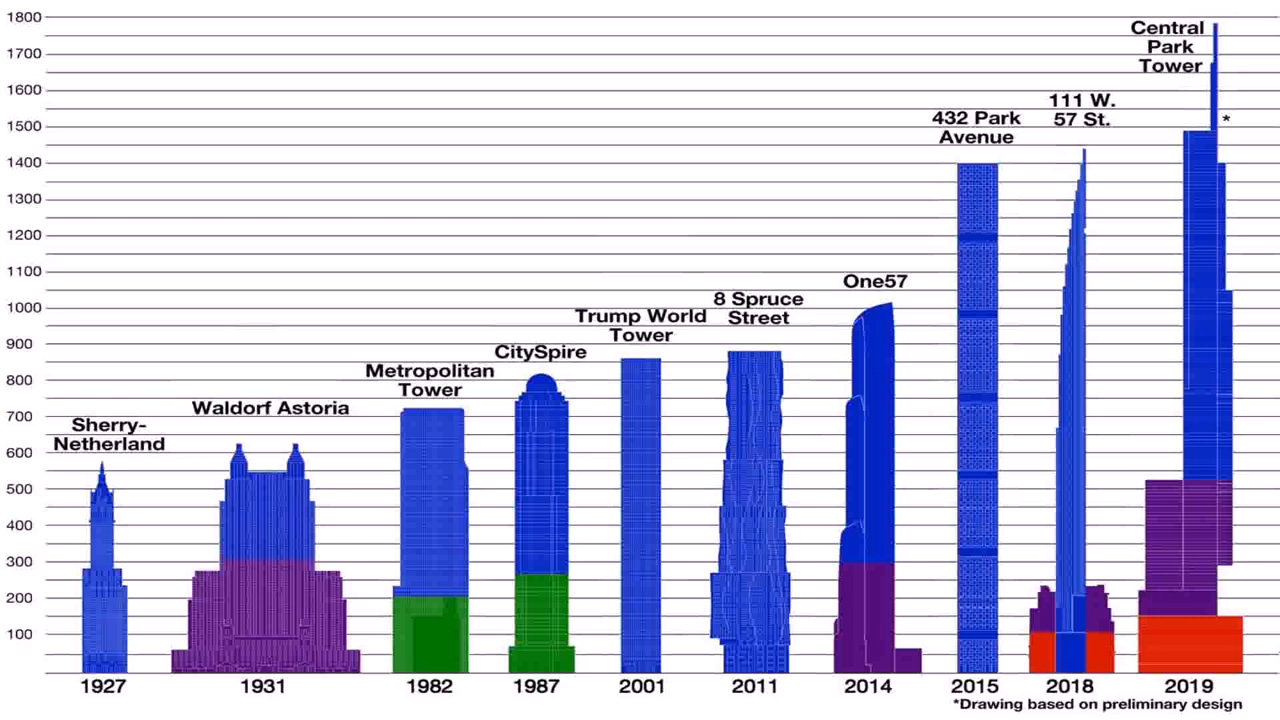 1800
1700
1600
1500
1400
1300
1200
1100
1000
900
800
700
600
500
400
300
200
100
Sherry-
Netherland
Waldorf Astoria
Metropolitan
Tower
CitySpire
Trump World
Tower
8 Spruce
Street
One57
432 Park
Avenue
111 W.
57 St.
Central
Park
Tower
*
1927 1931 1982 1987 2001 2011 2014 2015 2018 2019
*Drawing based on preliminary design